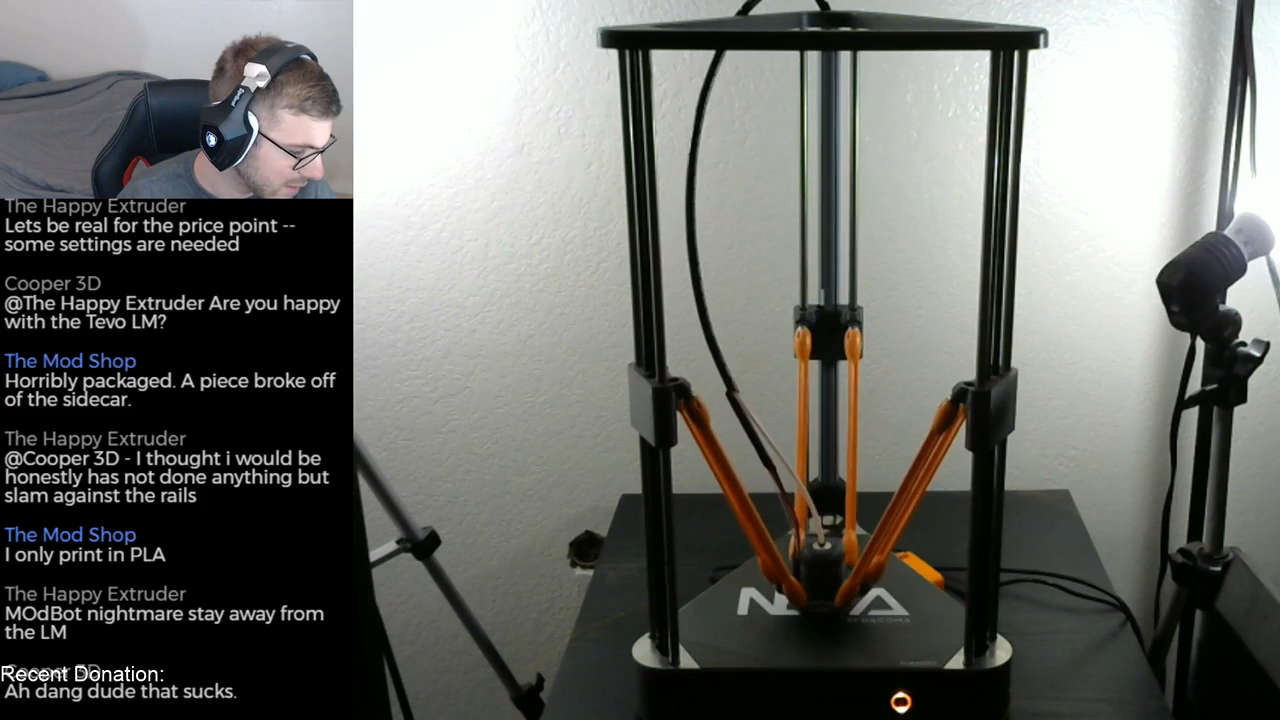 The Happy Extruder
Lets be real for the price point --
some settings are needed
Cooper 3D
@The Happy Extruder Are you happy
with the Tevo LM?
The Mod Shop
Horribly packaged. A piece broke off
of the sidecar.
The Happy Extruder
@Cooper 3D - I thought i would be
honestly has not done anything but
slam against the rails
The Mod Shop
I only print in PLA
The Happy Extruder
MOdBot nightmare stay away from
the LM
Cooper 3D
Recent Donation:
Ah dang dude that sucks.